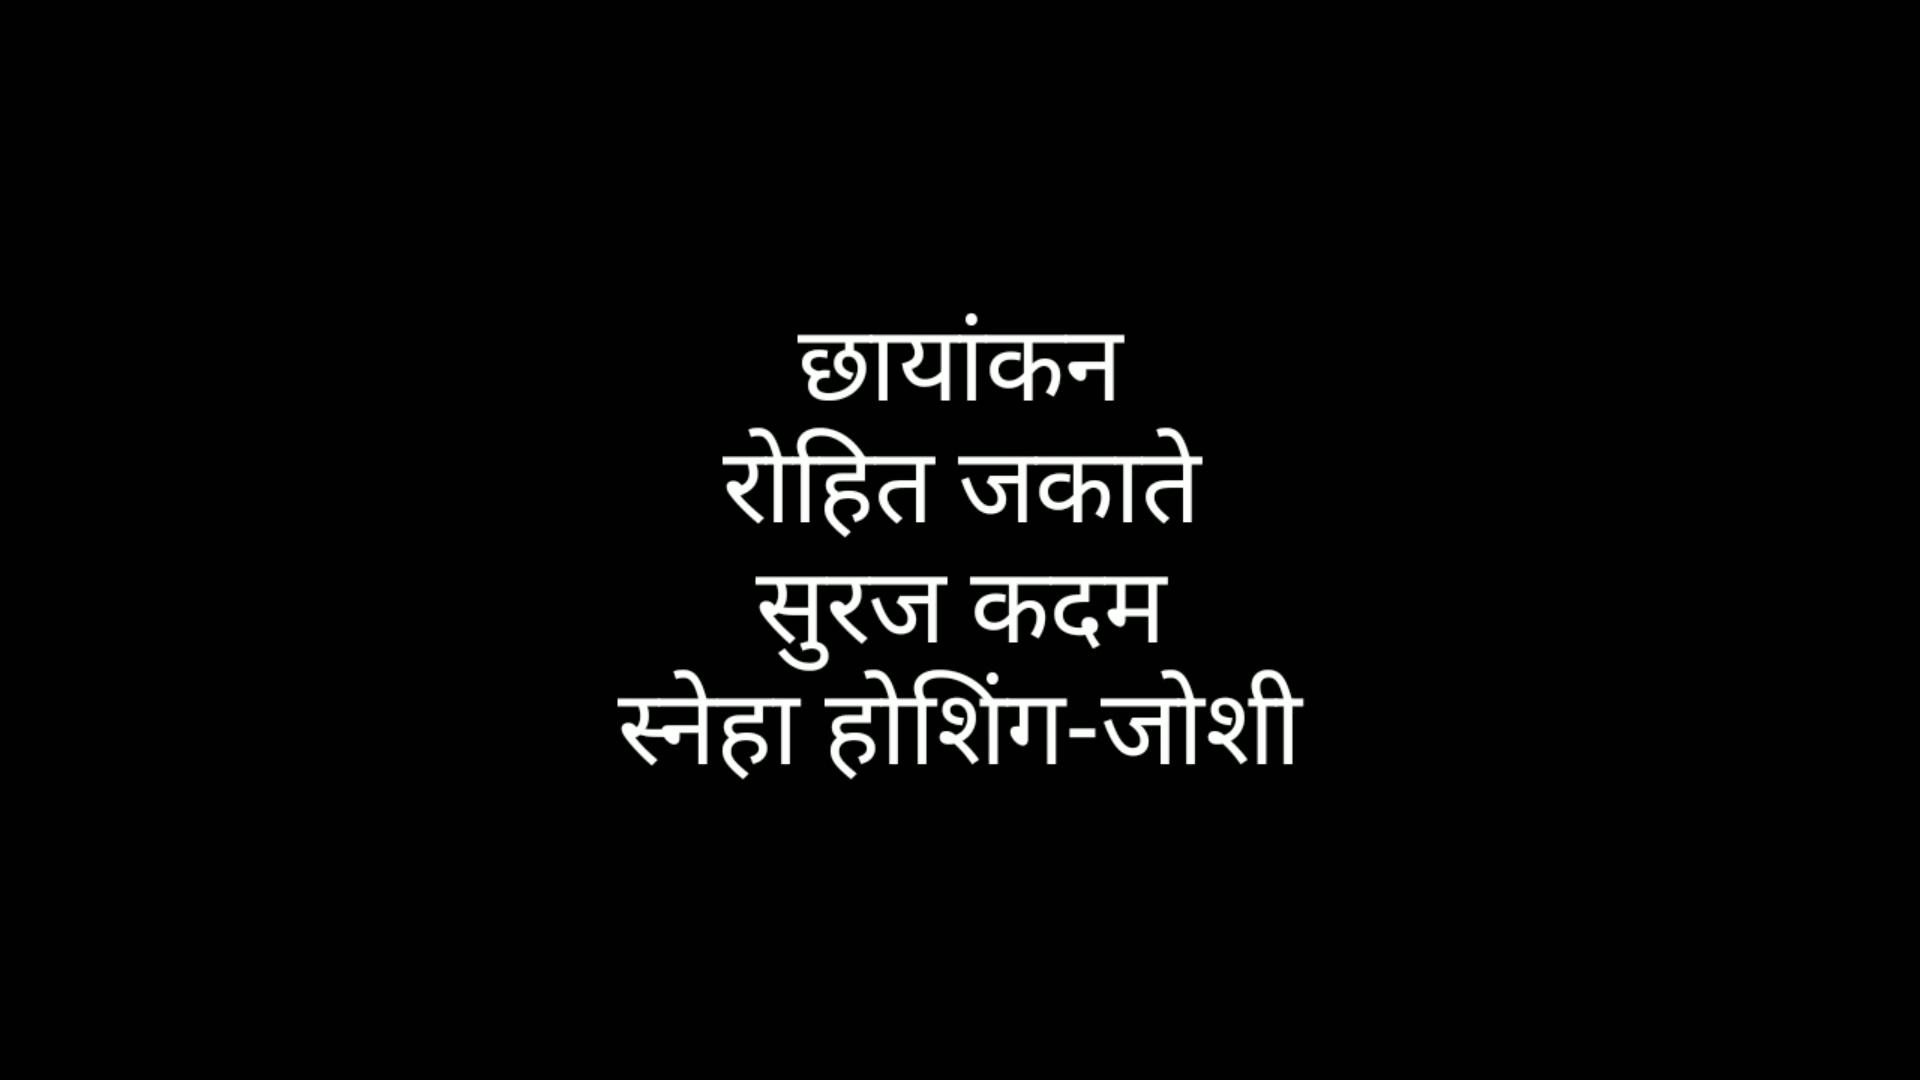 छायांकन
रोहित जकाते
सुरज कदम
स्नेहा होशिंग-जोशी